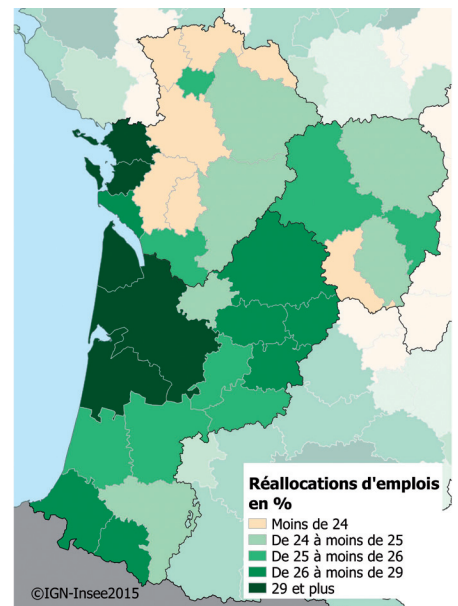 Réallocations d'emplois
en %
Moins de 24
De 24 à moins de 25
De 25 à moins de 26
De 26 à moins de 29
29 et plus
©IGN-Insee2015